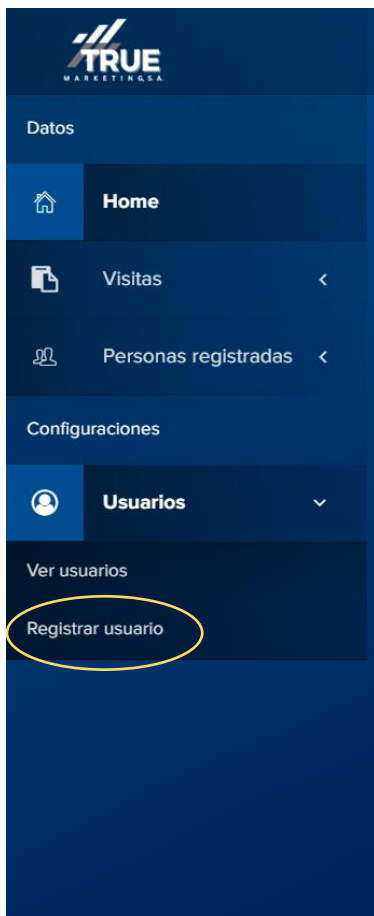 TRUE
MARKETING, S.A.
Datos
Home
Visitas
Personas registradas
Configuraciones
Usuarios
Ver usuarios
Registrar usuario